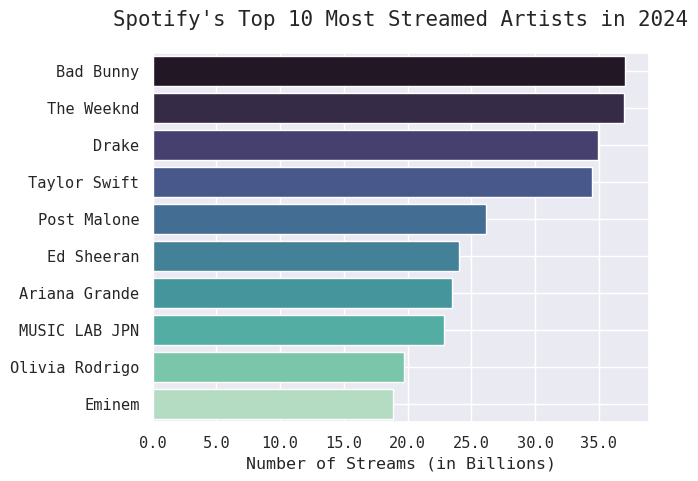 Spotify's Top 10 Most Streamed Artists in 2024
Bad Bunny
The Weeknd
Drake
Taylor Swift
Post Malone
Ed Sheeran
Ariana Grande
MUSIC LAB JPN
Olivia Rodrigo
Eminem
0.0 5.0 10.0 15.0 20.0 25.0 30.0 35.0
Number of Streams (in Billions)